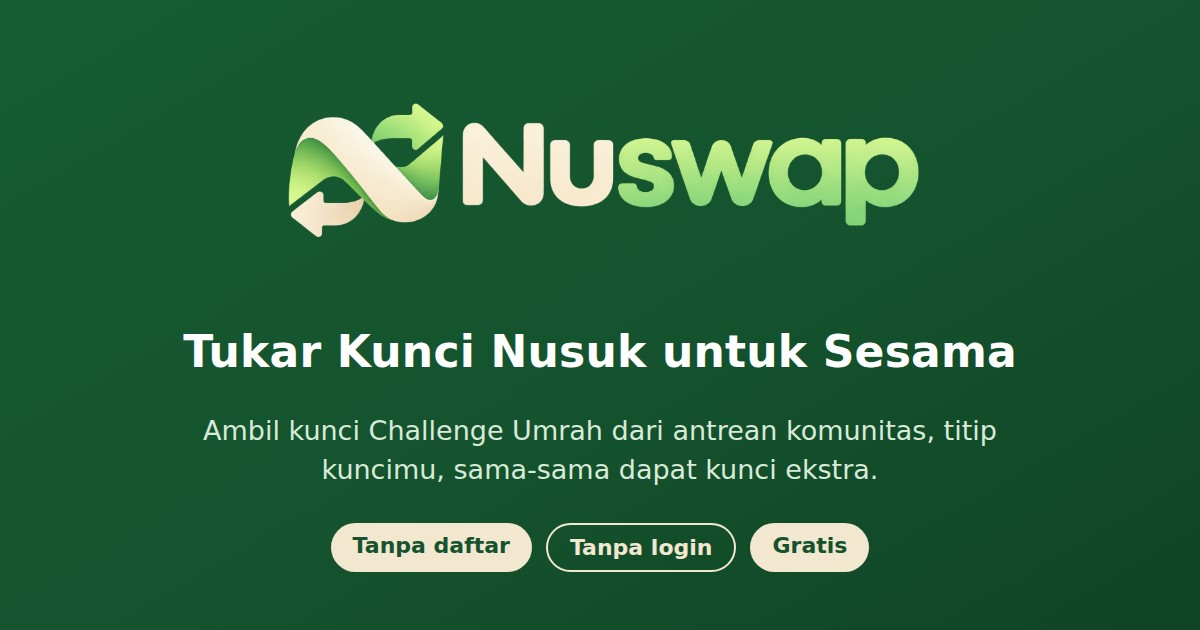 Nuswap
Tukar Kunci Nusuk untuk Sesama
Ambil kunci Challenge Umrah dari antrean komunitas, titip
kuncimu, sama-sama dapat kunci ekstra.
Tanpa daftar
Tanpa login
Gratis